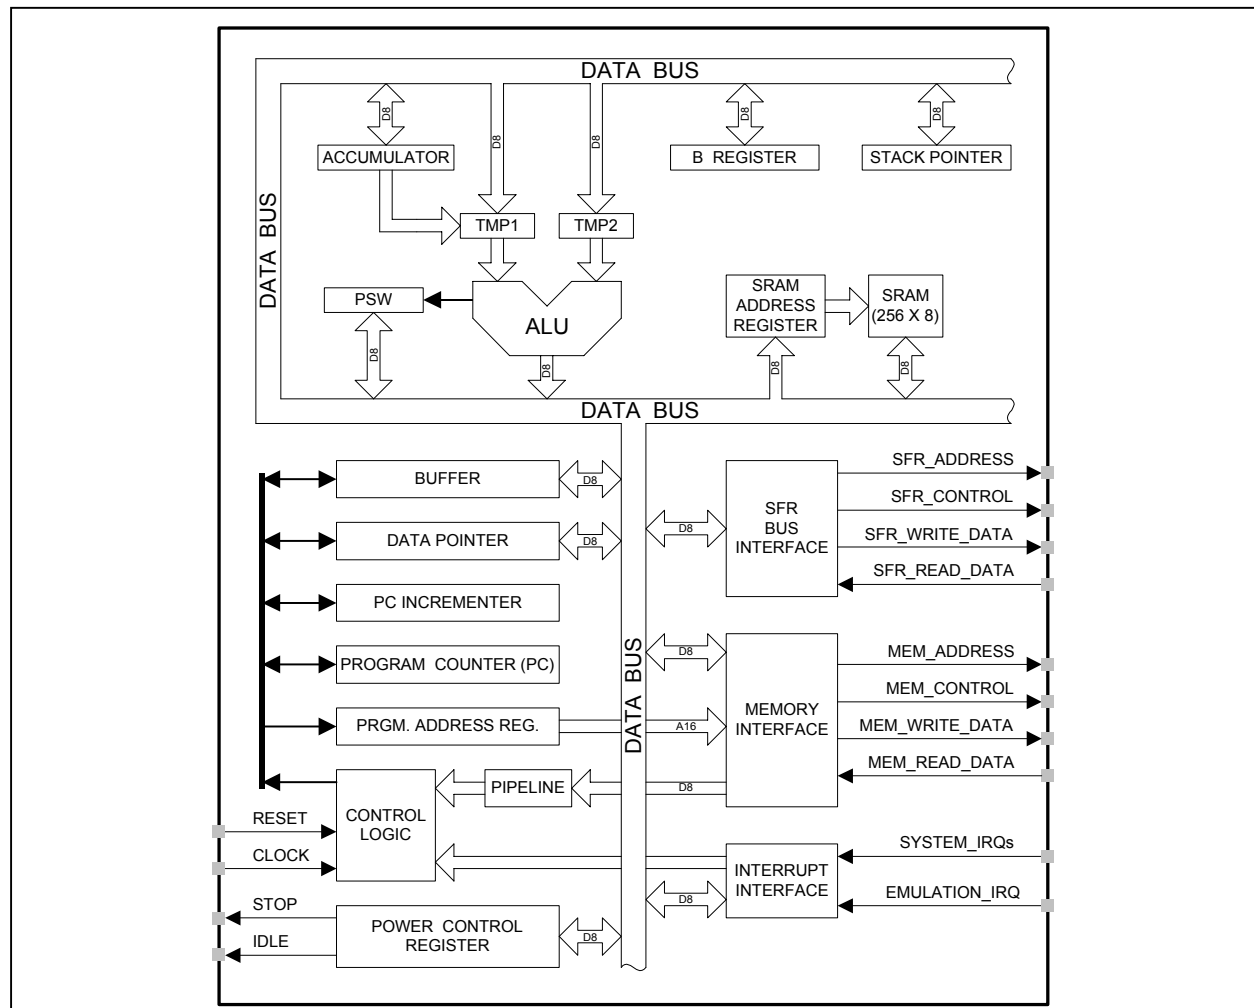 DATA BUS
D8
D8
D8
D8
D8
ACCUMULATOR
B REGISTER
STACK POINTER
DATA BUS
TMP1
TMP2
PSW
ALU
SRAM
ADDRESS
REGISTER
SRAM
(256 X 8)
D8
D8
D8
D8
DATA BUS
BUFFER
D8
SFR_ADDRESS
SFR_CONTROL
DATA POINTER
D8
D8
SFR
BUS
INTERFACE
SFR_WRITE_DATA
SFR_READ_DATA
PC INCREMENTER
PROGRAM COUNTER (PC)
DATA BUS
D8
MEM_ADDRESS
MEM_CONTROL
PRGM. ADDRESS REG.
A16
MEMORY
INTERFACE
MEM_WRITE_DATA
MEM_READ_DATA
PIPELINE
D8
RESET
CONTROL
LOGIC
CLOCK
SYSTEM_IRQs
INTERRUPT
INTERFACE
EMULATION_IRQ
D8
STOP
POWER CONTROL
REGISTER
D8
IDLE